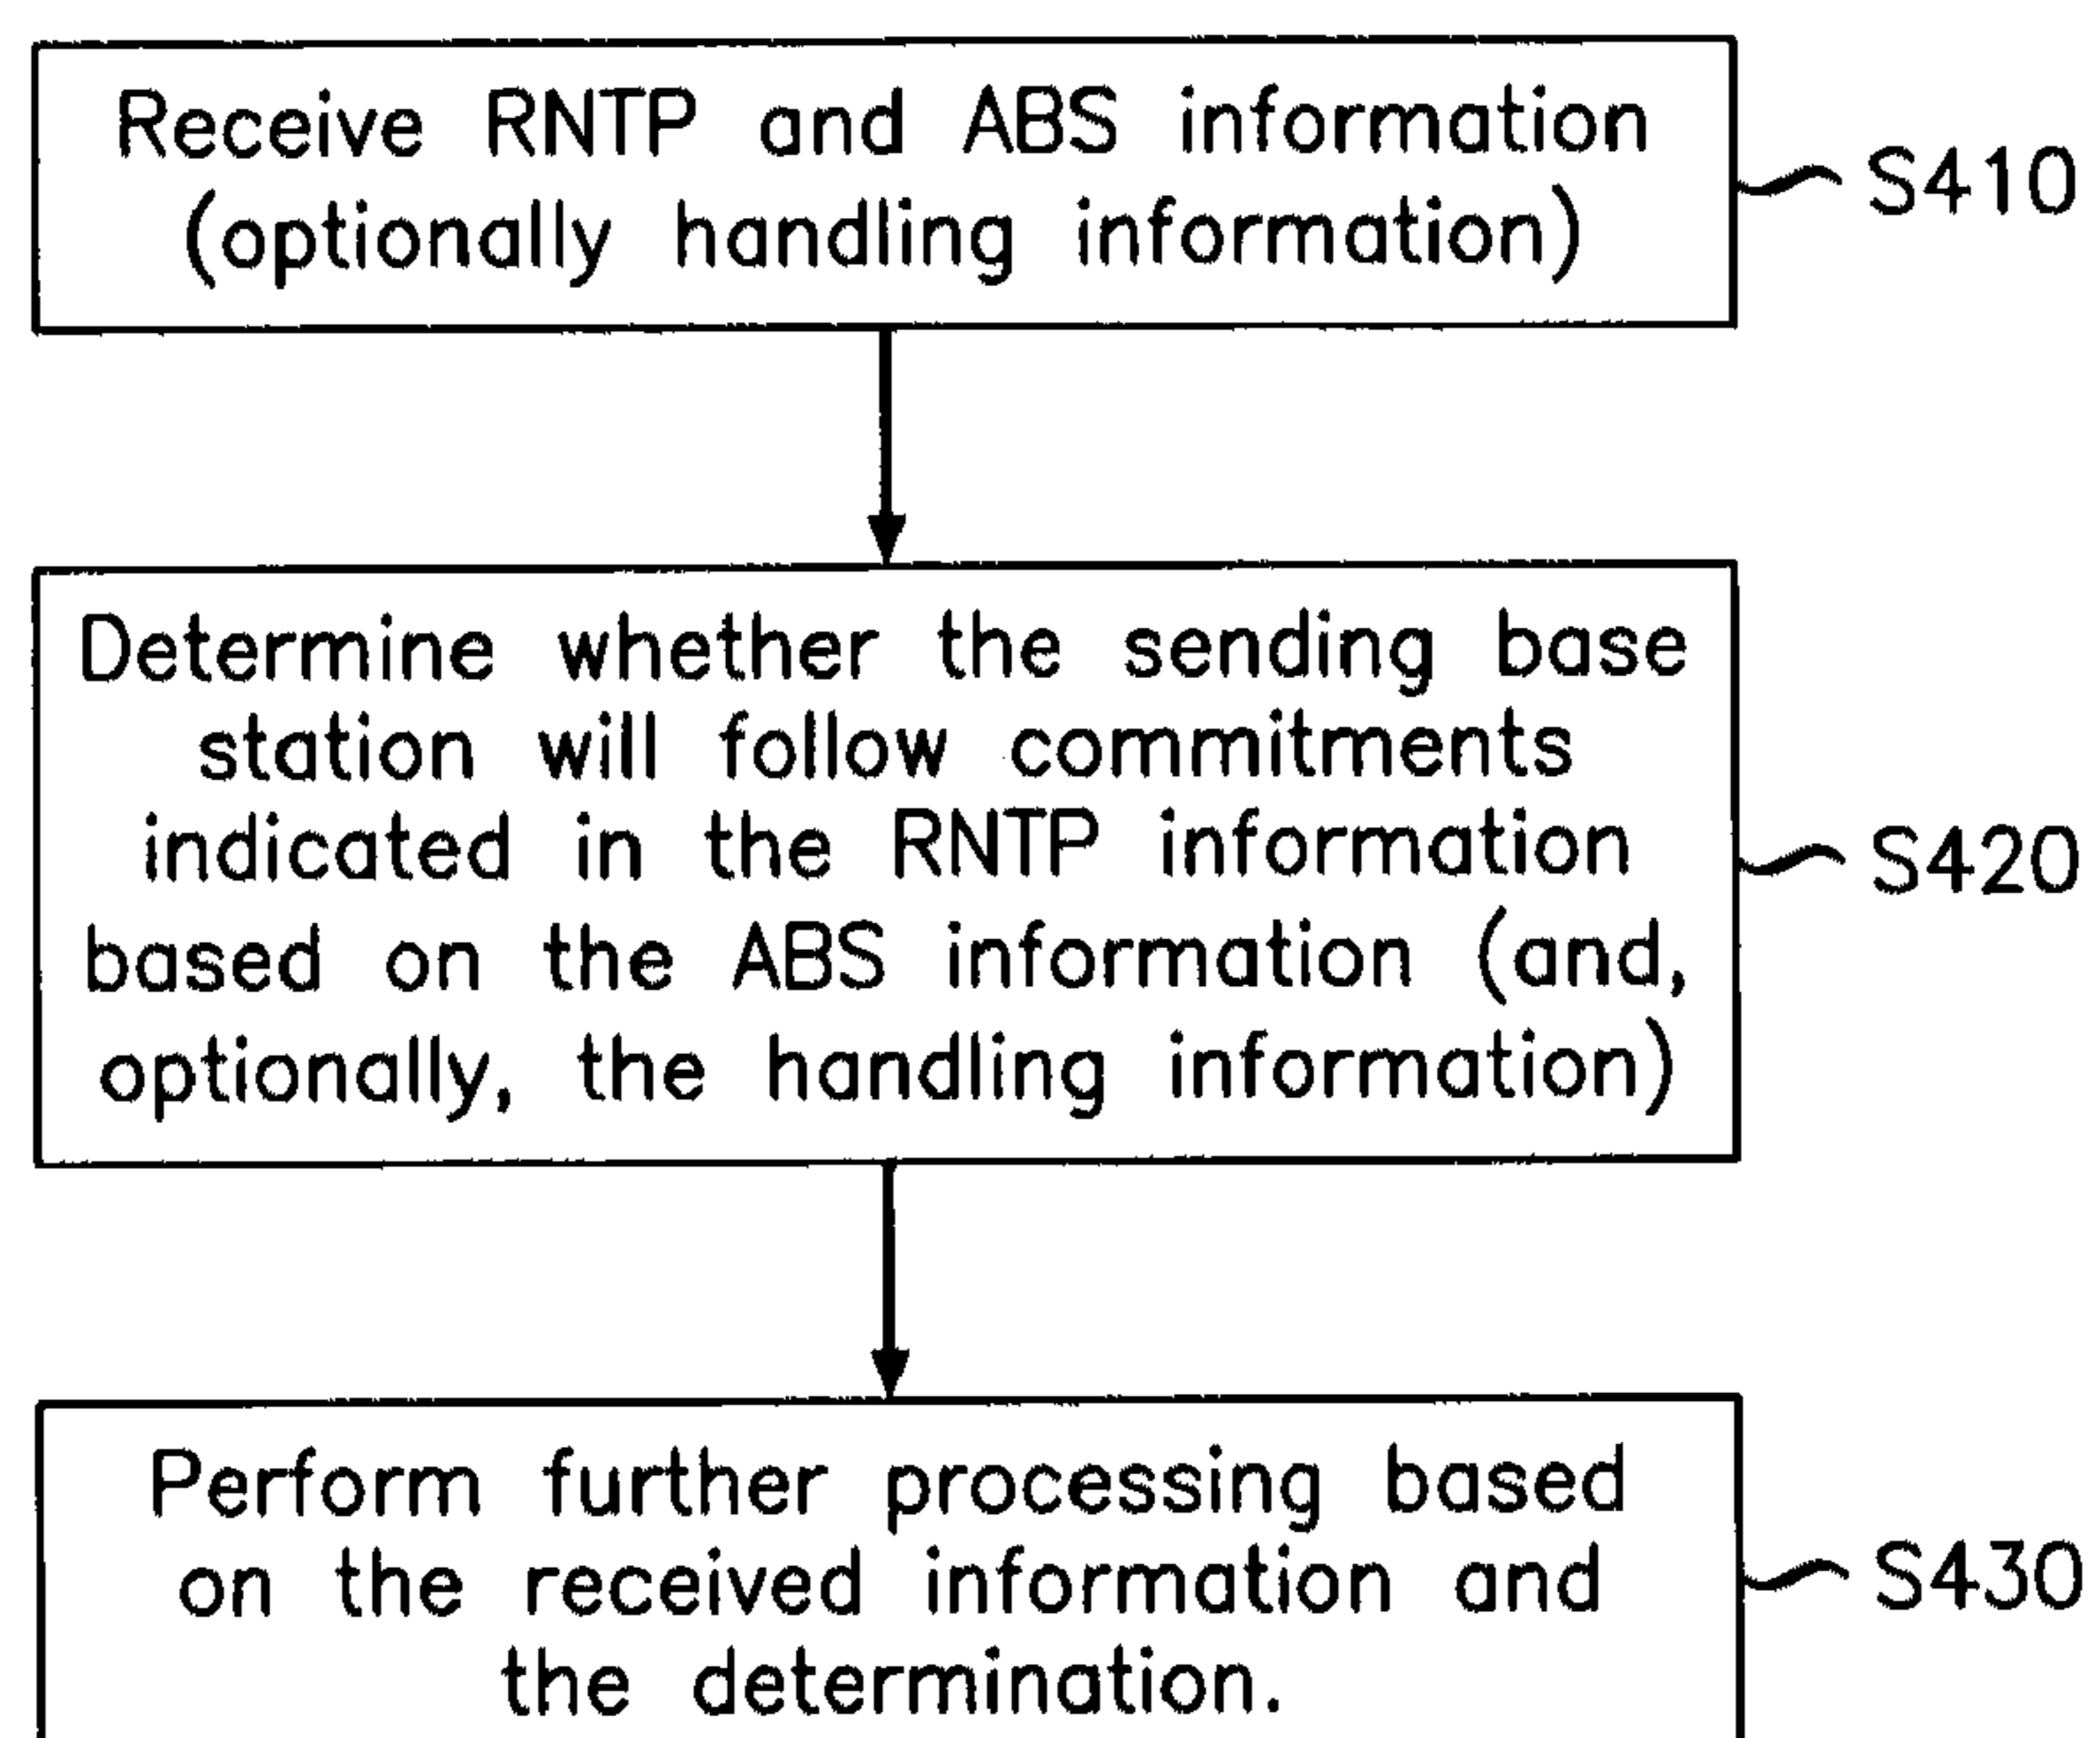 Receive RNTP and ABS information
(optionally handling information)
S410
Determine whether the sending base
station will follow commitments
indicated in the RNTP information
based on the ABS information (and,
optionally, the handling information)
S420
Perform further processing based
on the received information and
the determination.
S430